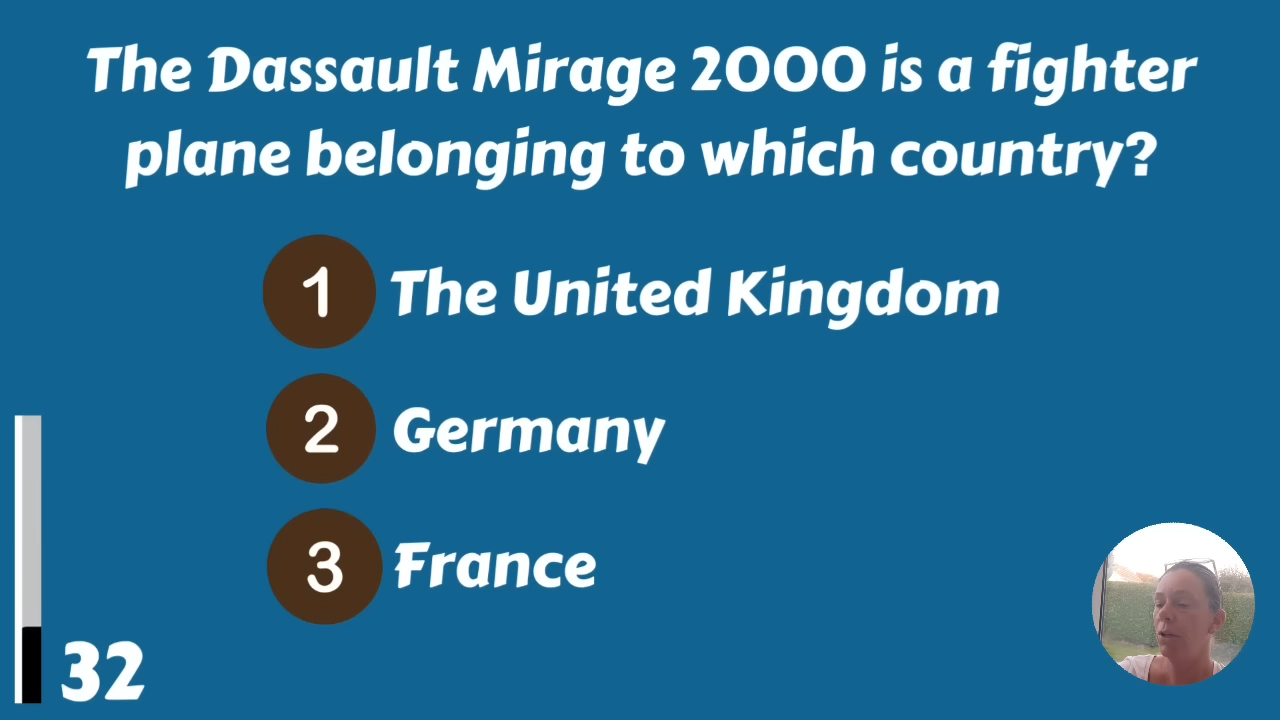 The Dassault Mirage 2000 is a fighter
plane belonging to which country?
1 The United Kingdom
2 Germany
3 France
32